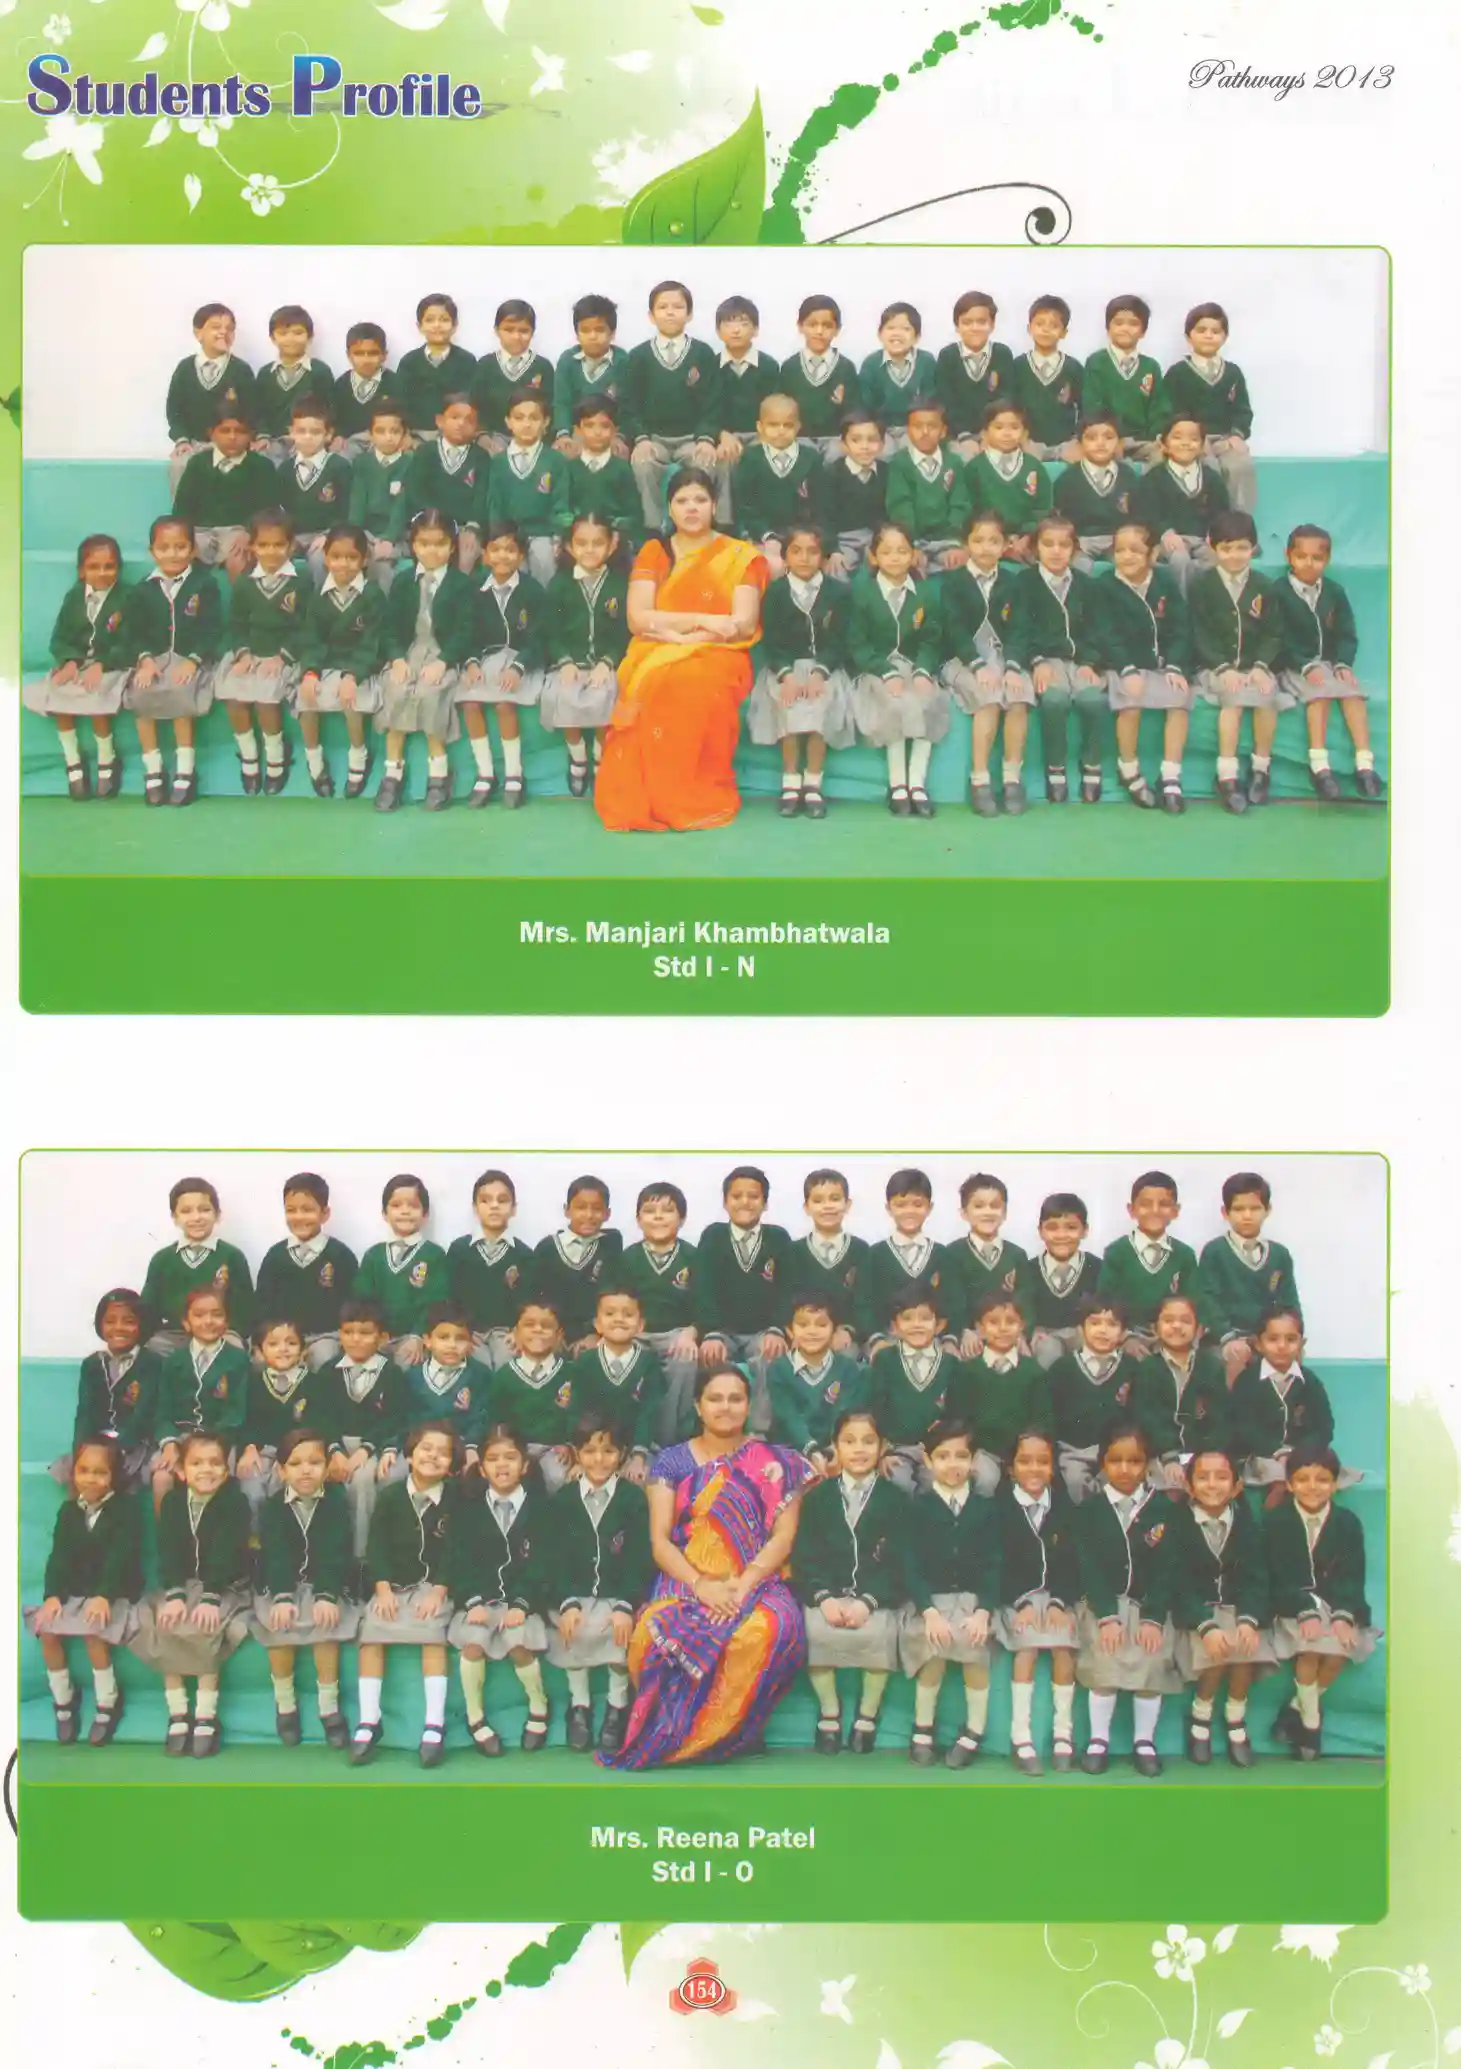 Students Profile
Pathways 2013
Mrs. Manjari Khambhatwala
Std I - N
Mrs. Reena Patel
Std I - O
154